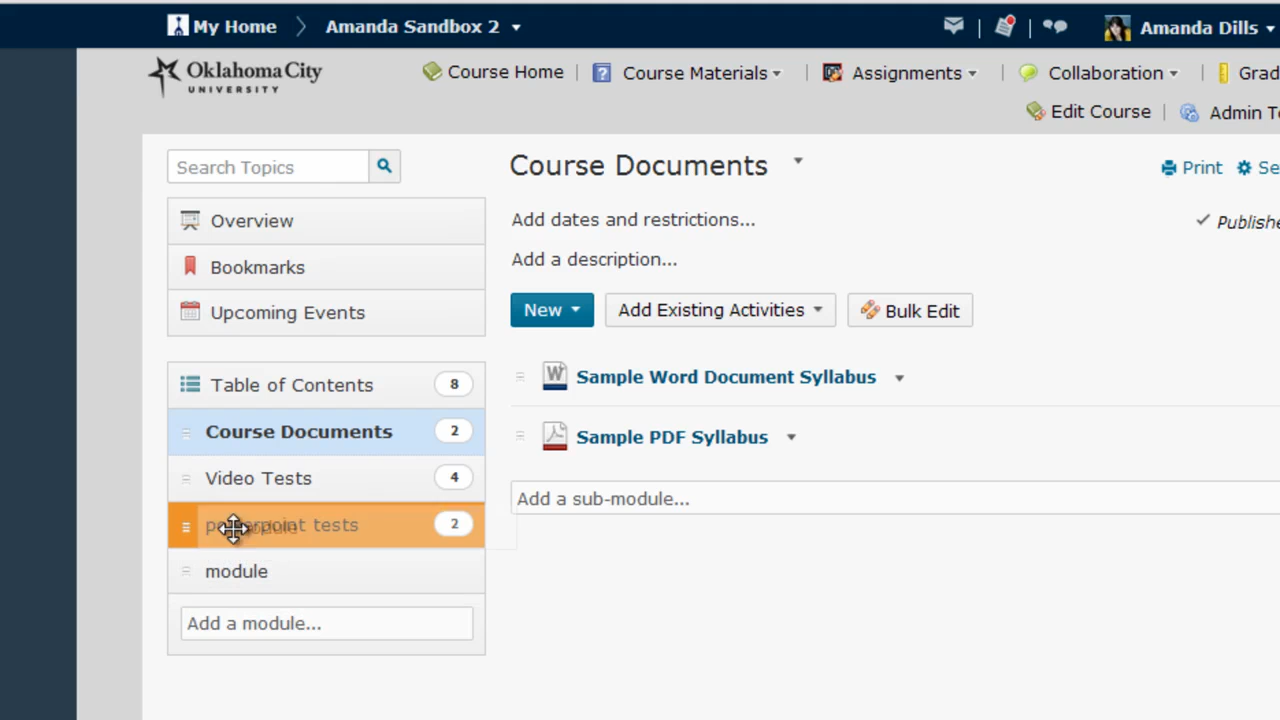 My Home
Amanda Sandbox 2
Amanda Dills
Oklahoma City
UNIVERSITY
Course Home
Course Materials
Assignments
Collaboration
Grad
Edit Course
Admin To
Search Topics
Course Documents
Print
Se
Overview
Add dates and restrictions...
Publishe
Bookmarks
Add a description...
Upcoming Events
New
Add Existing Activities
Bulk Edit
Table of Contents 8
Sample Word Document Syllabus
Course Documents 2
Sample PDF Syllabus
Video Tests 4
Add a sub-module...
powerpoint tests 2
module
module
Add a module...